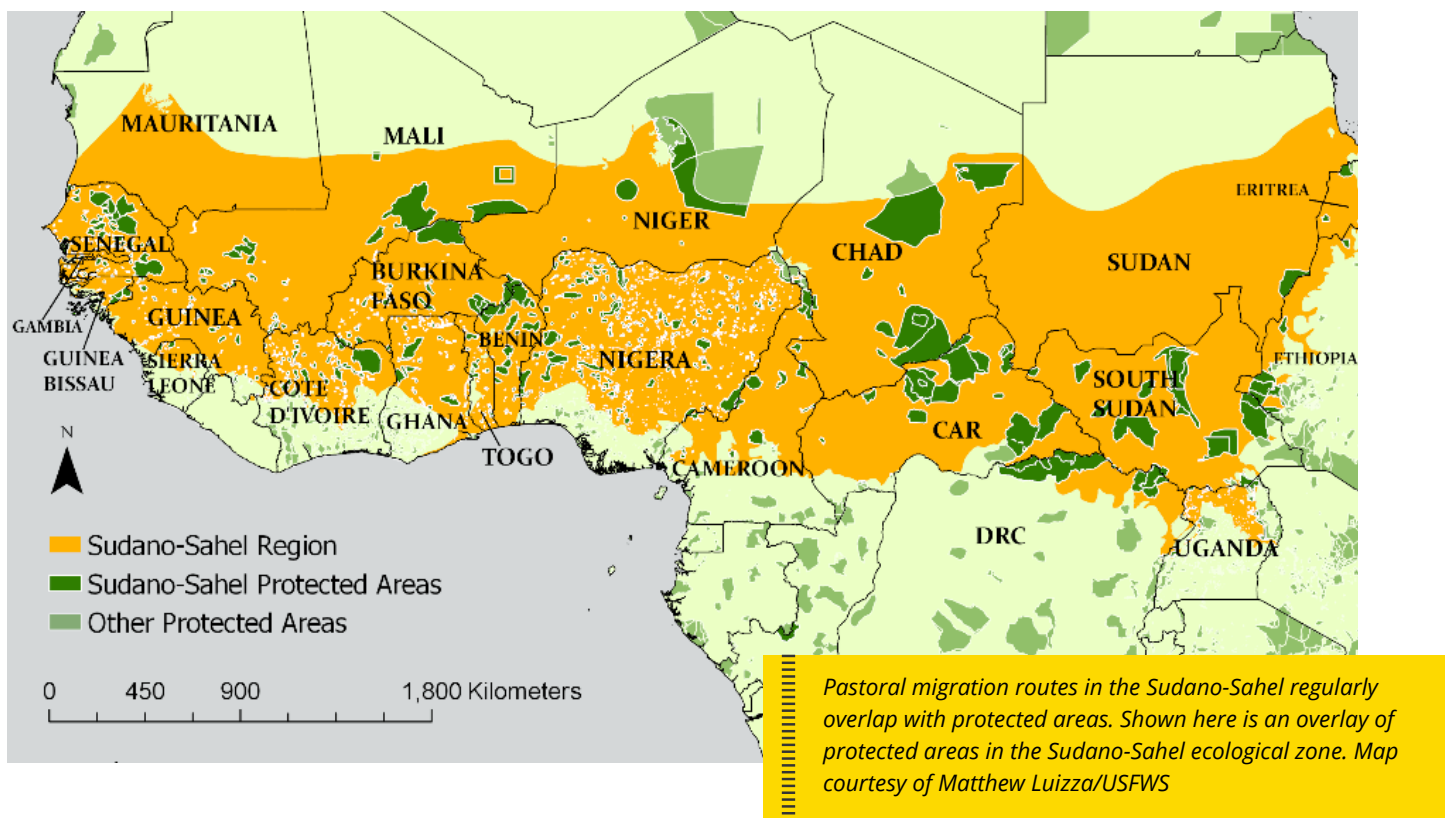 MAURITANIA
MALI
NIGER
CHAD
SUDAN
ERITREA
SENEGAL
GAMBIA
GUINEA
BISSAU
GUINEA
SIERRA
LEONE
BURKINA
FASO
COTE
D'IVOIRE
GHANA
TOGO
BENIN
NIGERA
CAMEROON
CAR
SOUTH
SUDAN
ETHIOPIA
DRC
UGANDA
N
Sudano-Sahel Region
Sudano-Sahel Protected Areas
Other Protected Areas
0 450 900 1,800 Kilometers
Pastoral migration routes in the Sudano-Sahel regularly
overlap with protected areas. Shown here is an overlay of
protected areas in the Sudano-Sahel ecological zone. Map
courtesy of Matthew Luizza/USFWS